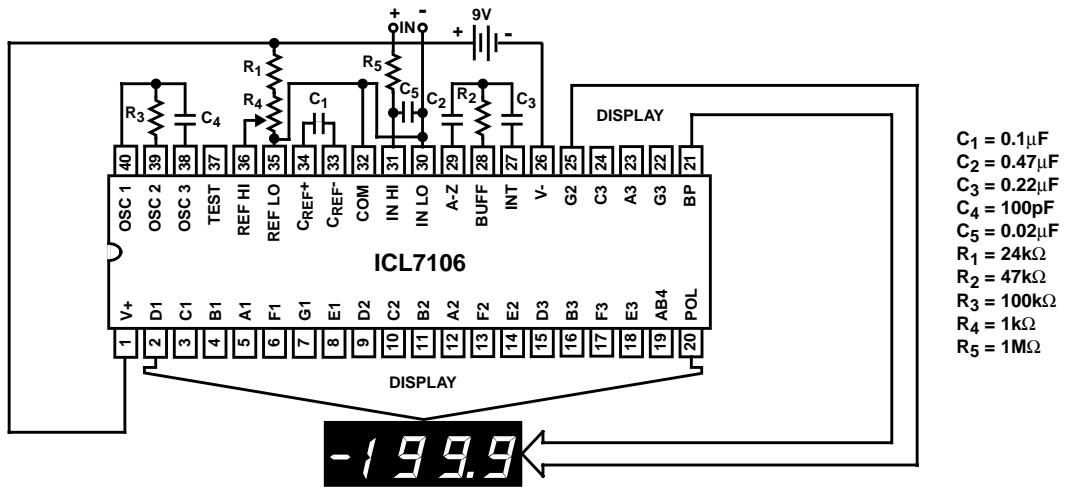 + - 9V
IN
+ -
R1
R5
R4
C5
R3
C4
C1
C2
R2
C3
DISPLAY
40 39 38 37 36 35 34 33 32 31 30 29 28 27 26 25 24 23 22 21
OSC 1 OSC 2 OSC 3 TEST REF HI REF LO CREF+ CREF- COM IN HI IN LO A-Z BUFF INT V- G2 C3 A3 G3 BP
ICL7106
V+ D1 C1 B1 A1 F1 G1 E1 D2 C2 B2 A2 F2 E2 D3 B3 F3 E3 AB4 POL
1 2 3 4 5 6 7 8 9 10 11 12 13 14 15 16 17 18 19 20
DISPLAY
-199.9
C1 = 0.1μF
C2 = 0.47μF
C3 = 0.22μF
C4 = 100pF
C5 = 0.02μF
R1 = 24kΩ
R2 = 47kΩ
R3 = 100kΩ
R4 = 1kΩ
R5 = 1MΩ